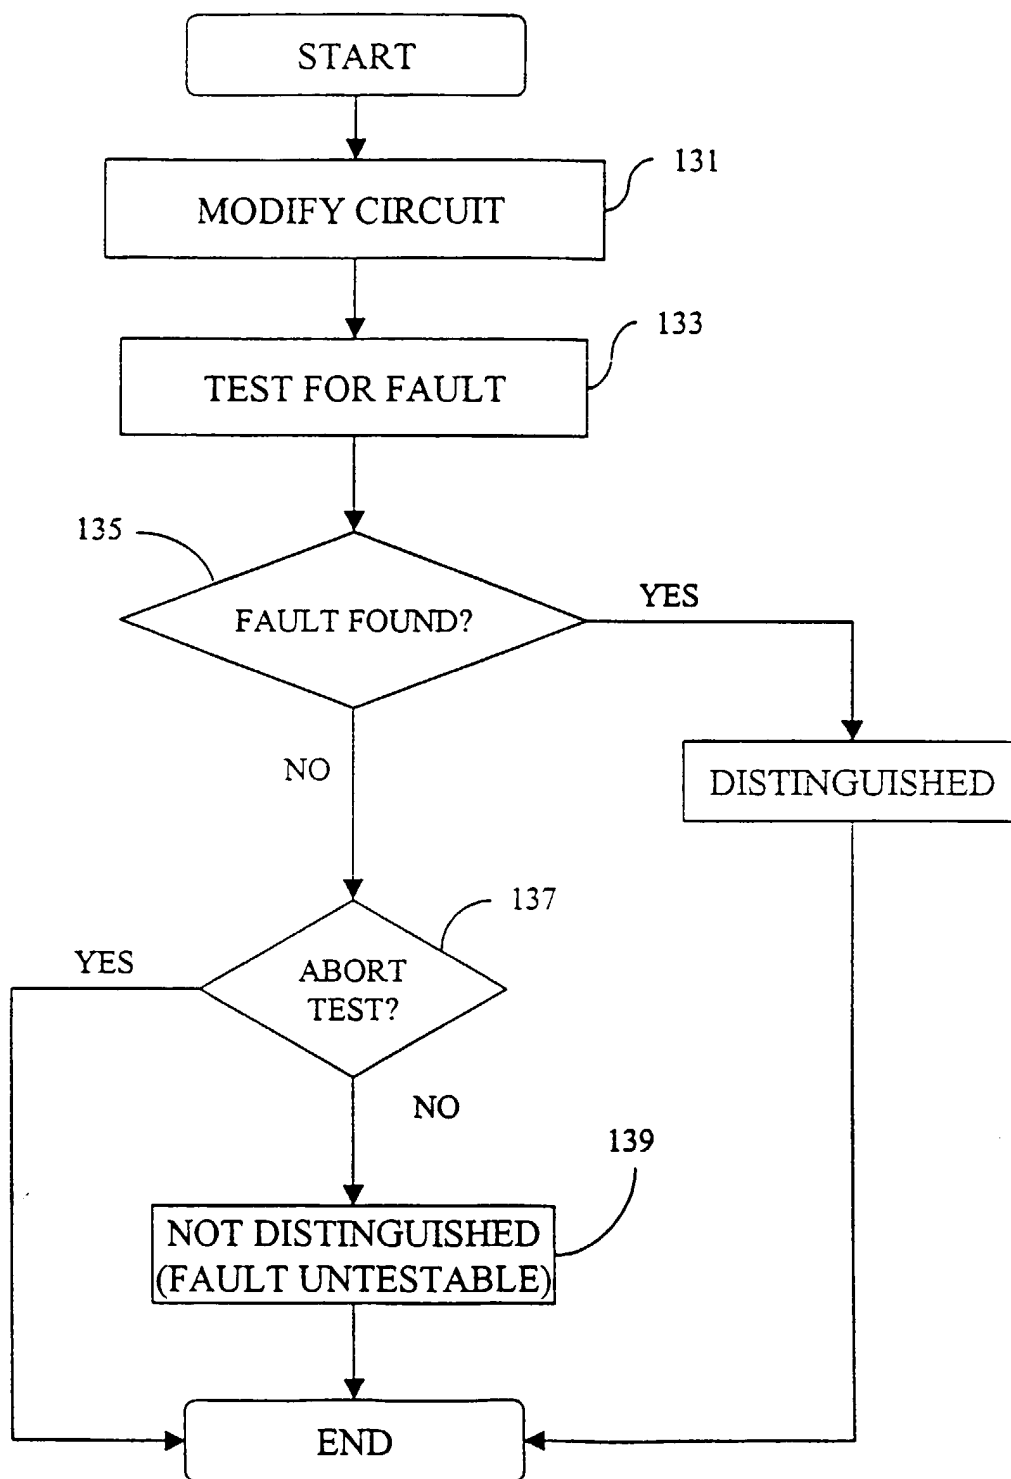 START
131
MODIFY CIRCUIT
133
TEST FOR FAULT
135
FAULT FOUND?
YES
NO
DISTINGUISHED
137
YES
ABORT
TEST?
NO
139
NOT DISTINGUISHED
(FAULT UNTESTABLE)
END